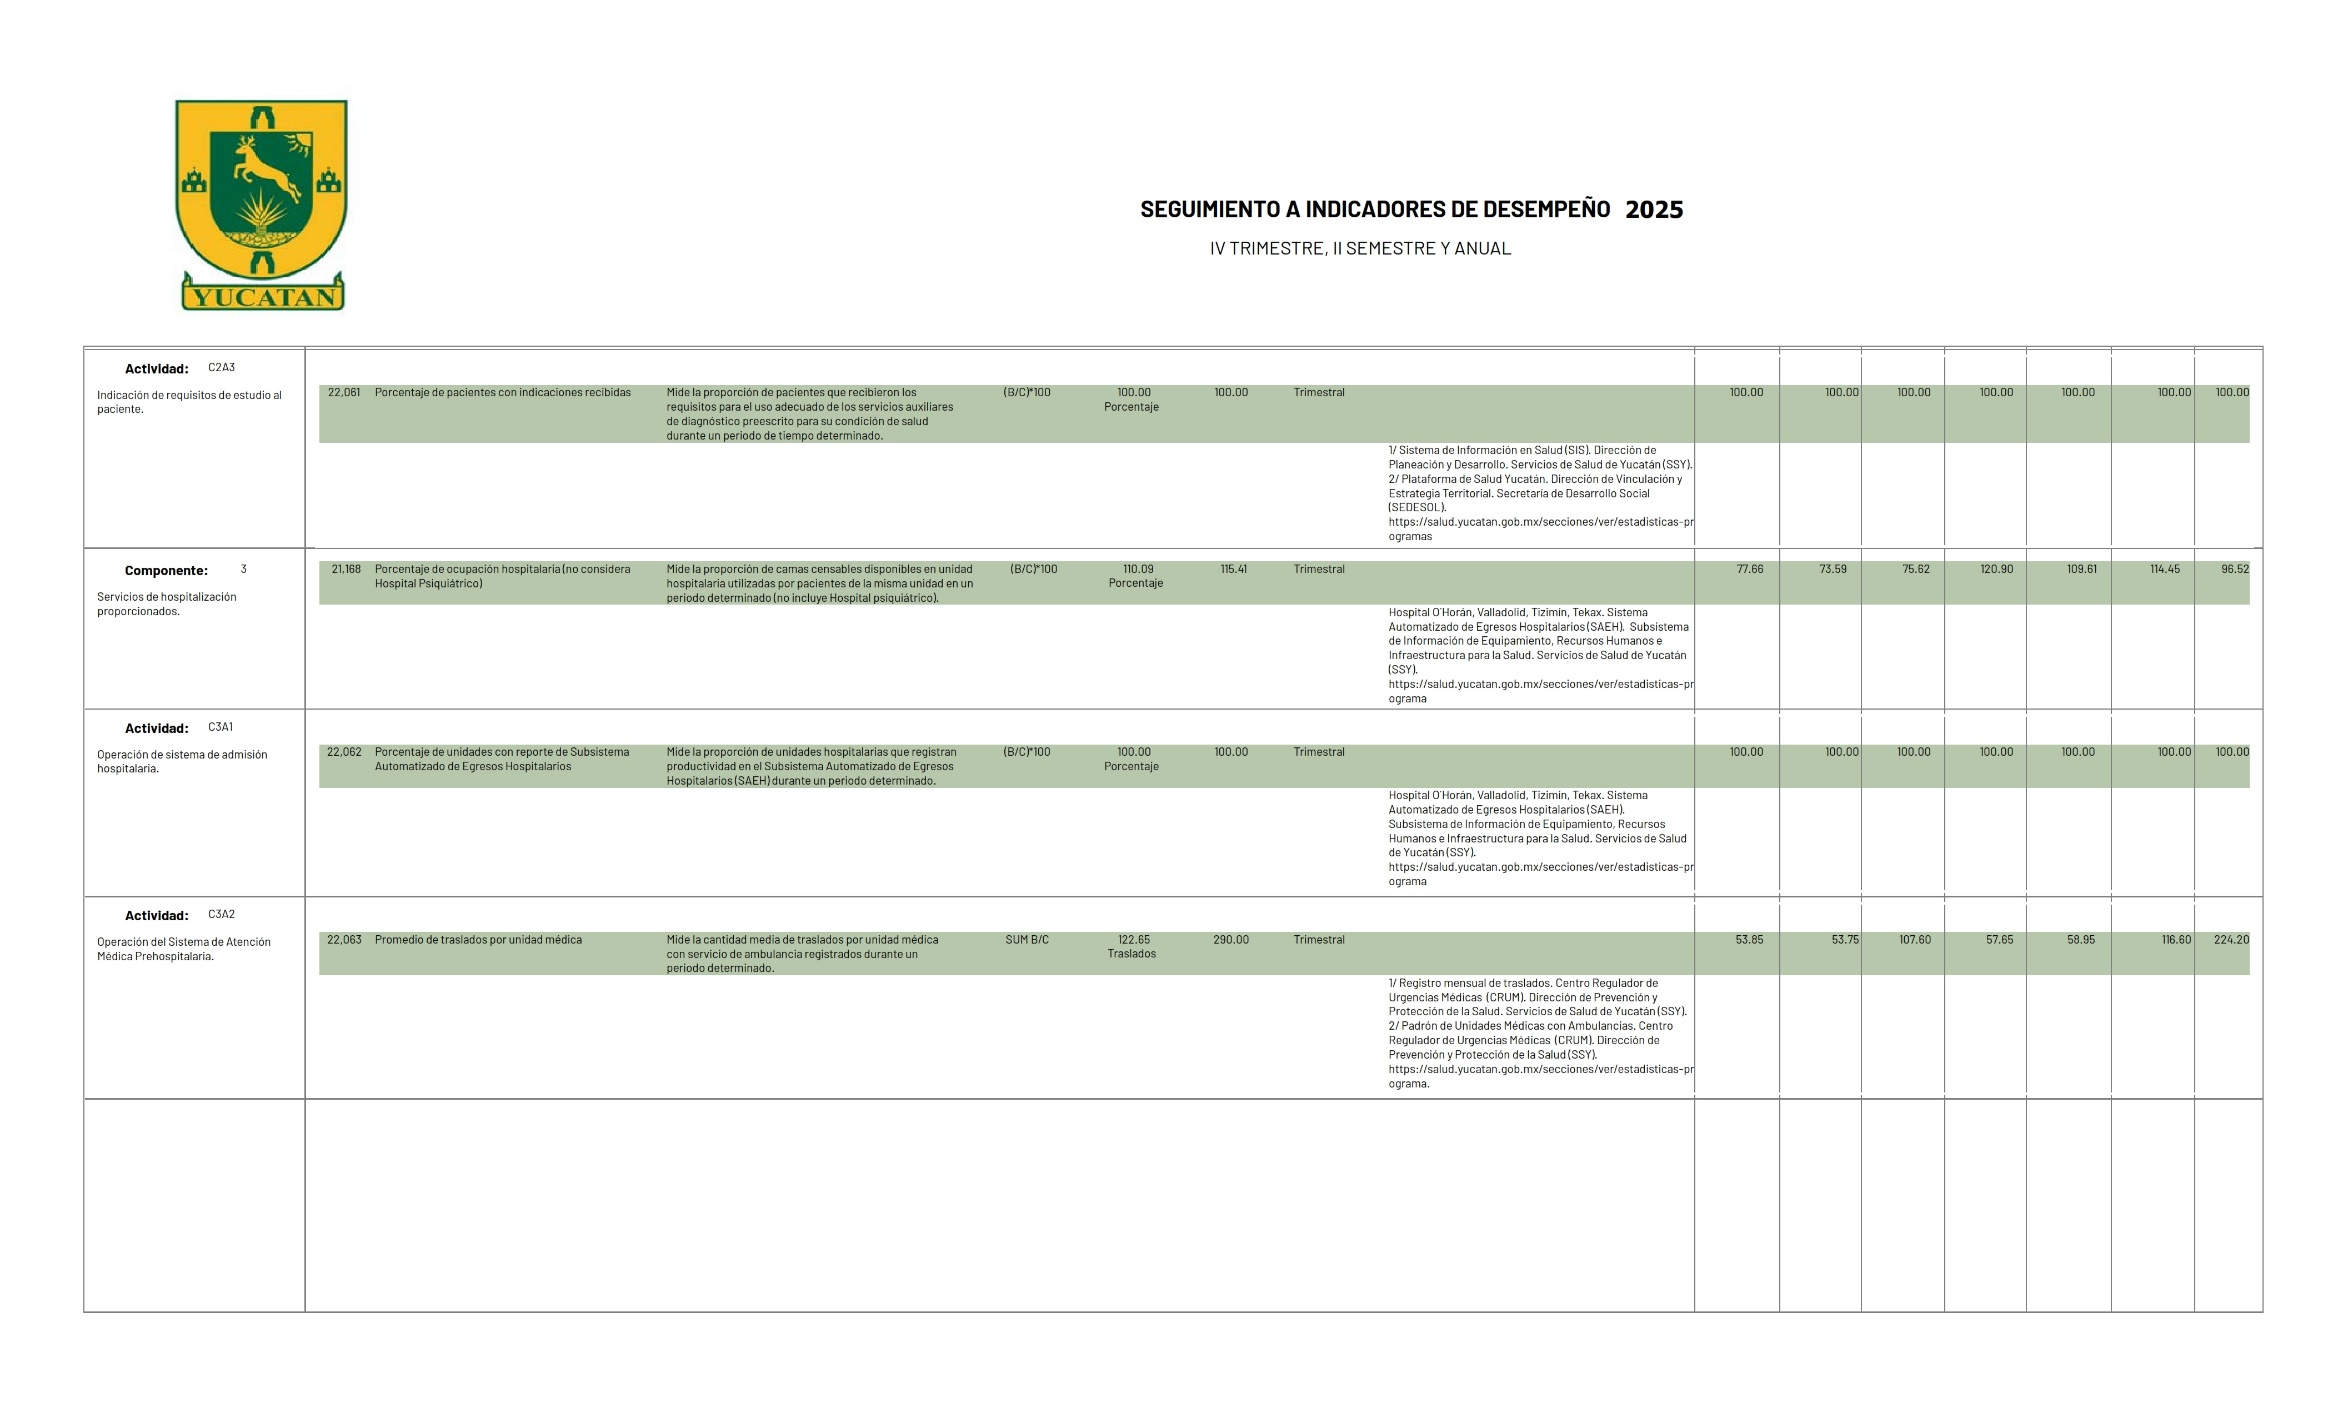 YUCATAN
SEGUIMIENTO A INDICADORES DE DESEMPEÑO 2025
IV TRIMESTRE, II SEMESTRE Y ANUAL
Actividad: C2A3
Indicación de requisitos de estudio al
paciente.
22,061 Porcentaje de pacientes con indicaciones recibidas
Mide la proporción de pacientes que recibieron los
requisitos para el uso adecuado de los servicios auxiliares
de diagnóstico preescrito para su condición de salud
durante un periodo de tiempo determinado.
(B/C)*100
100.00
Porcentaje
100.00
Trimestral
100.00 100.00 100.00 100.00 100.00 100.00 100.00
1/ Sistema de Información en Salud (SIS). Dirección de
Planeación y Desarrollo. Servicios de Salud de Yucatán (SSY).
2/ Plataforma de Salud Yucatán. Dirección de Vinculación y
Estrategia Territorial. Secretaría de Desarrollo Social
(SEDESOL).
https://salud.yucatan.gob.mx/secciones/ver/estadisticas-pr
ogramas
Componente: 3
Servicios de hospitalización
proporcionados.
21,168 Porcentaje de ocupación hospitalaria (no considera
Hospital Psiquiátrico)
Mide la proporción de camas censables disponibles en unidad
hospitalaria utilizadas por pacientes de la misma unidad en un
periodo determinado (no incluye Hospital psiquiátrico).
(B/C)*100
110.09
Porcentaje
115.41
Trimestral
77.66 73.59 75.62 120.90 109.61 114.45 96.52
Hospital O´Horán, Valladolid, Tizimín, Tekax. Sistema
Automatizado de Egresos Hospitalarios (SAEH). Subsistema
de Información de Equipamiento, Recursos Humanos e
Infraestructura para la Salud. Servicios de Salud de Yucatán
(SSY).
https://salud.yucatan.gob.mx/secciones/ver/estadisticas-pr
ograma
Actividad: C3A1
Operación de sistema de admisión
hospitalaria.
22,062 Porcentaje de unidades con reporte de Subsistema
Automatizado de Egresos Hospitalarios
Mide la proporción de unidades hospitalarias que registran
productividad en el Subsistema Automatizado de Egresos
Hospitalarios (SAEH) durante un periodo determinado.
(B/C)*100
100.00
Porcentaje
100.00
Trimestral
100.00 100.00 100.00 100.00 100.00 100.00 100.00
Hospital O´Horán, Valladolid, Tizimín, Tekax. Sistema
Automatizado de Egresos Hospitalarios (SAEH).
Subsistema de Información de Equipamiento, Recursos
Humanos e Infraestructura para la Salud. Servicios de Salud
de Yucatán (SSY).
https://salud.yucatan.gob.mx/secciones/ver/estadisticas-pr
ograma
Actividad: C3A2
Operación del Sistema de Atención
Médica Prehospitalaria.
22,063 Promedio de traslados por unidad médica
Mide la cantidad media de traslados por unidad médica
con servicio de ambulancia registrados durante un
periodo determinado.
SUM B/C
122.65
Traslados
290.00
Trimestral
53.85 53.75 107.60 57.65 58.95 116.60 224.20
1/ Registro mensual de traslados. Centro Regulador de
Urgencias Médicas (CRUM). Dirección de Prevención y
Protección de la Salud. Servicios de Salud de Yucatán (SSY).
2/ Padrón de Unidades Médicas con Ambulancias. Centro
Regulador de Urgencias Médicas (CRUM). Dirección de
Prevención y Protección de la Salud (SSY).
https://salud.yucatan.gob.mx/secciones/ver/estadisticas-pr
ograma.